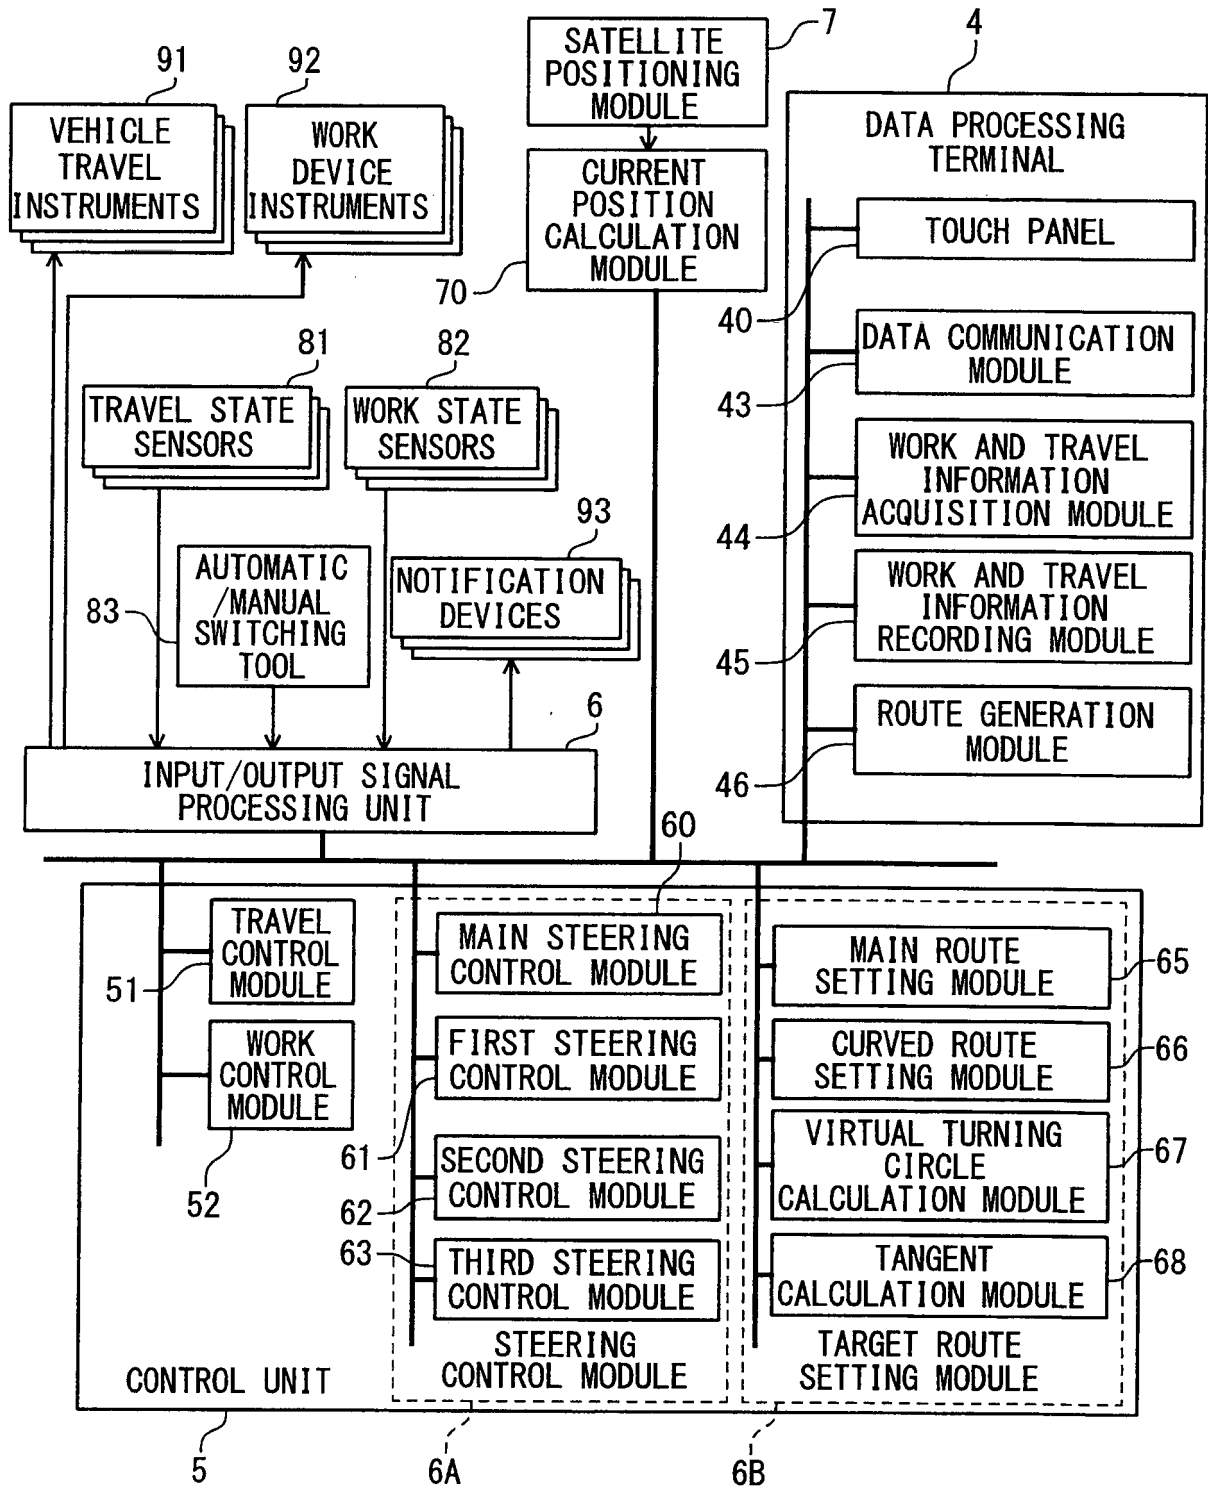 91
92
7
4
VEHICLE
TRAVEL
INSTRUMENTS
WORK
DEVICE
INSTRUMENTS
SATELLITE
POSITIONING
MODULE
CURRENT
POSITION
CALCULATION
MODULE
70
DATA PROCESSING
TERMINAL
TOUCH PANEL
40
DATA COMMUNICATION
MODULE
43
WORK AND TRAVEL
INFORMATION
ACQUISITION MODULE
44
WORK AND TRAVEL
INFORMATION
RECORDING MODULE
45
ROUTE GENERATION
MODULE
46
81
82
TRAVEL STATE
SENSORS
WORK STATE
SENSORS
93
83
AUTOMATIC
/MANUAL
SWITCHING
TOOL
NOTIFICATION
DEVICES
6
INPUT/OUTPUT SIGNAL
PROCESSING UNIT
60
TRAVEL
CONTROL
MODULE
51
WORK
CONTROL
MODULE
52
MAIN STEERING
CONTROL MODULE
FIRST STEERING
CONTROL MODULE
61
SECOND STEERING
CONTROL MODULE
62
63
THIRD STEERING
CONTROL MODULE
STEERING
CONTROL MODULE
MAIN ROUTE
SETTING MODULE
65
CURVED ROUTE
SETTING MODULE
66
VIRTUAL TURNING
CIRCLE
CALCULATION MODULE
67
TANGENT
CALCULATION MODULE
68
TARGET ROUTE
SETTING MODULE
CONTROL UNIT
5
6A
6B